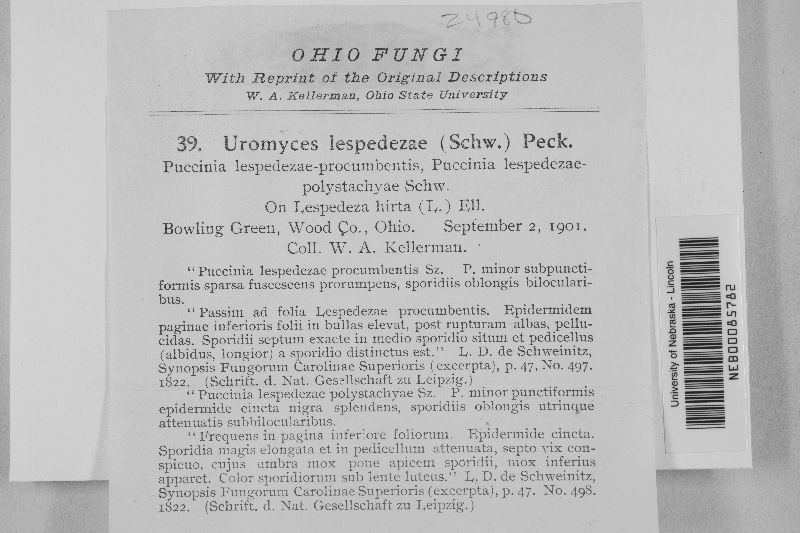 24980
OHIO FUNGI
With Reprint of the Original Descriptions
W. A. Kellerman, Ohio State University
39. Uromyces lespedezae (Schw.) Peck.
Puccinia lespedezae-procumbentis, Puccinia lespedezae-
polystachyae Schw.
On Lespedeza hirta (L.) Ell.
Bowling Green, Wood Co., Ohio. September 2, 1901.
Coll. W. A. Kellerman.
" Puccinia lespedezae procumbentis Sz. P. minor subpuncti-
formis sparsa fuscescens prorumpens, sporidiis oblongis biloculari-
bus.
" Passim ad folia Lespedezae procumbentis. Epidermidem
paginae inferioris folii in bullas elevat, post rupturam albas, pellu-
cidas. Sporidii septum exacte in medio sporidio situm et pedicellus
(albidus, longior) a sporidio distinctus est." L. D. de Schweinitz,
Synopsis Fungorum Carolinae Superioris (excerpta), p. 47, No. 497.
1822. (Schrift. d. Nat. Gesellschaft zu Leipzig.)
" Puccinia lespedezae polystachyae Sz. P. minor punctiformis
epidermide cincta nigra splendens, sporidiis oblongis utrinque
attenuatis subbilocularibus.
" Frequens in pagina inferiore foliorum. Epidermide cincta.
Sporidia magis elongata et in pedicellum attenuata, septo vix con-
spicuo, cujus umbra mox pone apicem sporidii, mox inferius
apparet. Color sporidiorum sub lente luteus." L. D. de Schweinitz,
Synopsis Fungorum Carolinae Superioris (excerpta), p. 47. No. 498.
1822. (Schrift. d. Nat. Gesellschaft zu Leipzig.)
University of Nebraska - Lincoln
NEB00085782